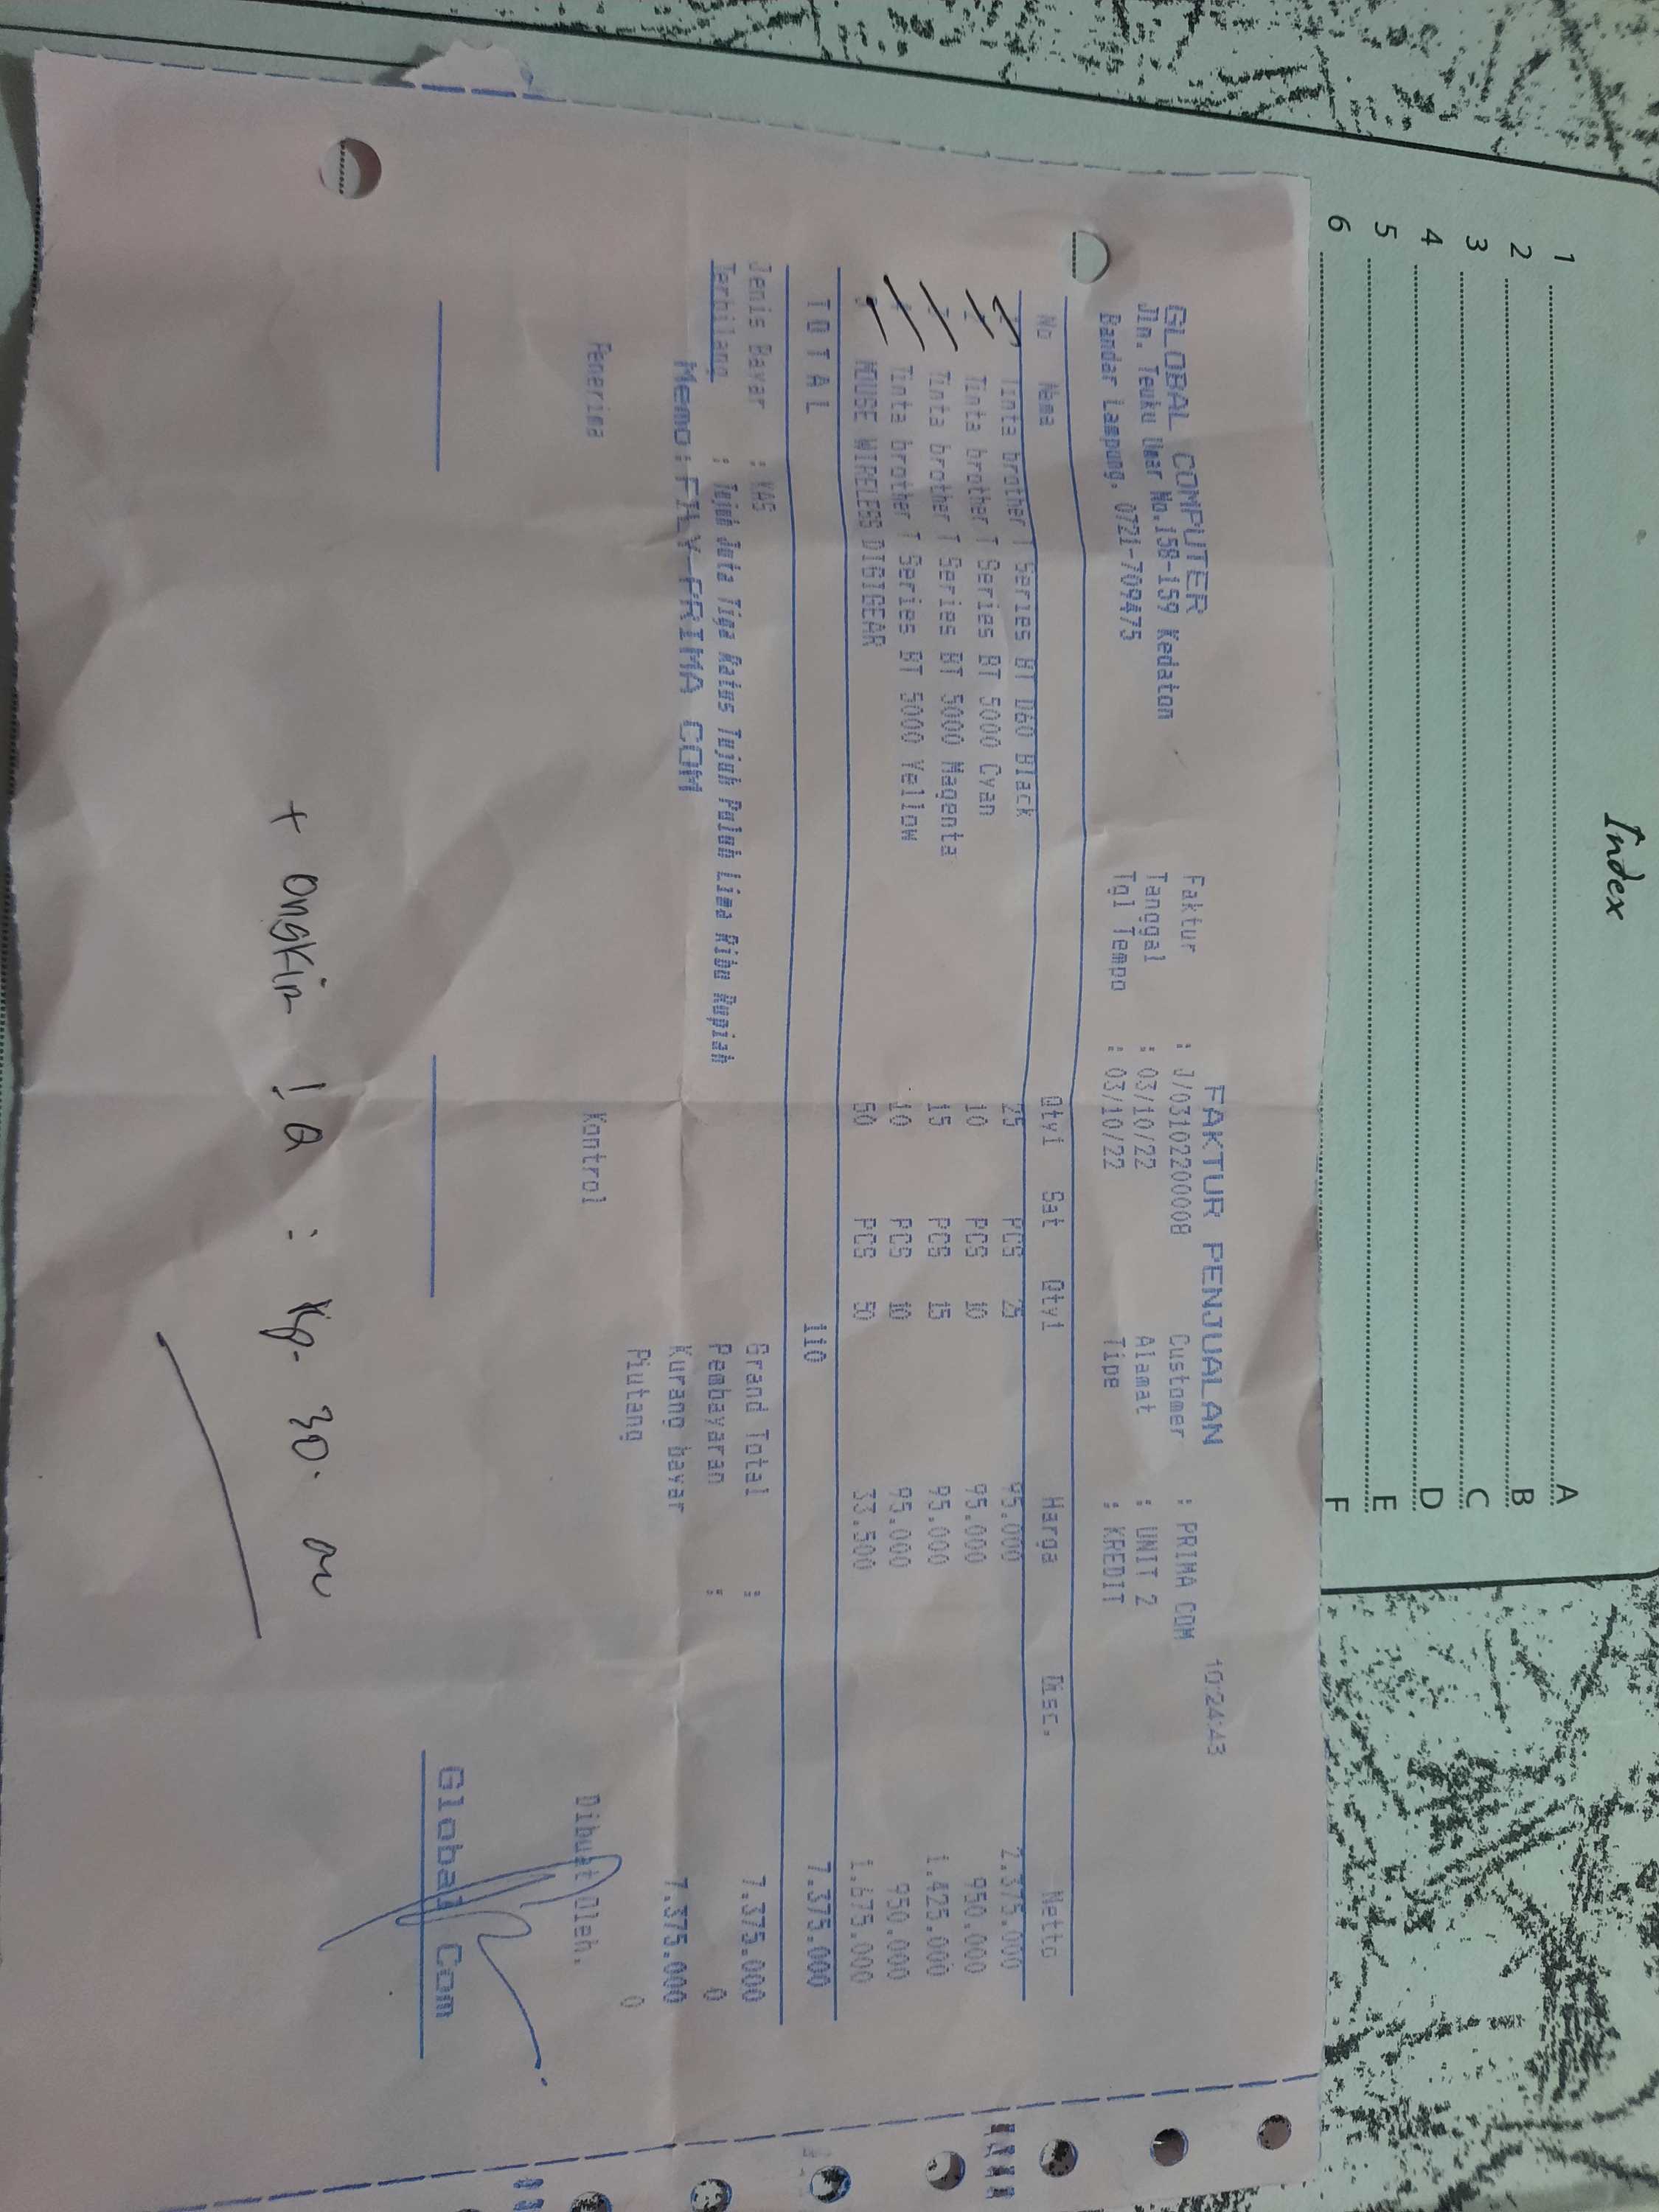 Index
1 A
2 B
3 C
4 D
5 E
6 F
FAKTUR PENJUALAN 10:24:43
GLOBAL COMPUTER Faktur : J/03102200008 Customer : PRIMA COM
Jln. Teuku Umar No.158-159 Kedaton Tanggal : 03/10/22 Alamat : UNIT 2
Bandar Lampung, 0721-709475 Tgl Tempo : 03/10/22 Tipe : KREDIT
No Nama Qty1 Sat Qty1 Harga Disc. Netto
Tinta brother T Series BT D60 Black 25 PCS 25 95.000 2.375.000
Tinta brother T Series BT 5000 Cyan 10 PCS 10 95.000 950.000
Tinta brother T Series BT 5000 Magenta 15 PCS 15 95.000 1.425.000
Tinta brother T Series BT 5000 Yellow 10 PCS 10 95.000 950.000
MOUSE WIRELESS DIGIGEAR 50 PCS 50 33.500 1.675.000
T O T A L 110 7.375.000
Jenis Bayar : KAS Grand Total : 7.375.000
Terbilang : Tujuh Juta Tiga Ratus Tujuh Puluh Lima Ribu Rupiah Pembayaran : 0
Memo: FILY-PRIMA COM Kurang bayar 7.375.000
Piutang 0
Penerima Kontrol Dibuat Oleh.
Global Com
+ ongkir : Rp. 30.